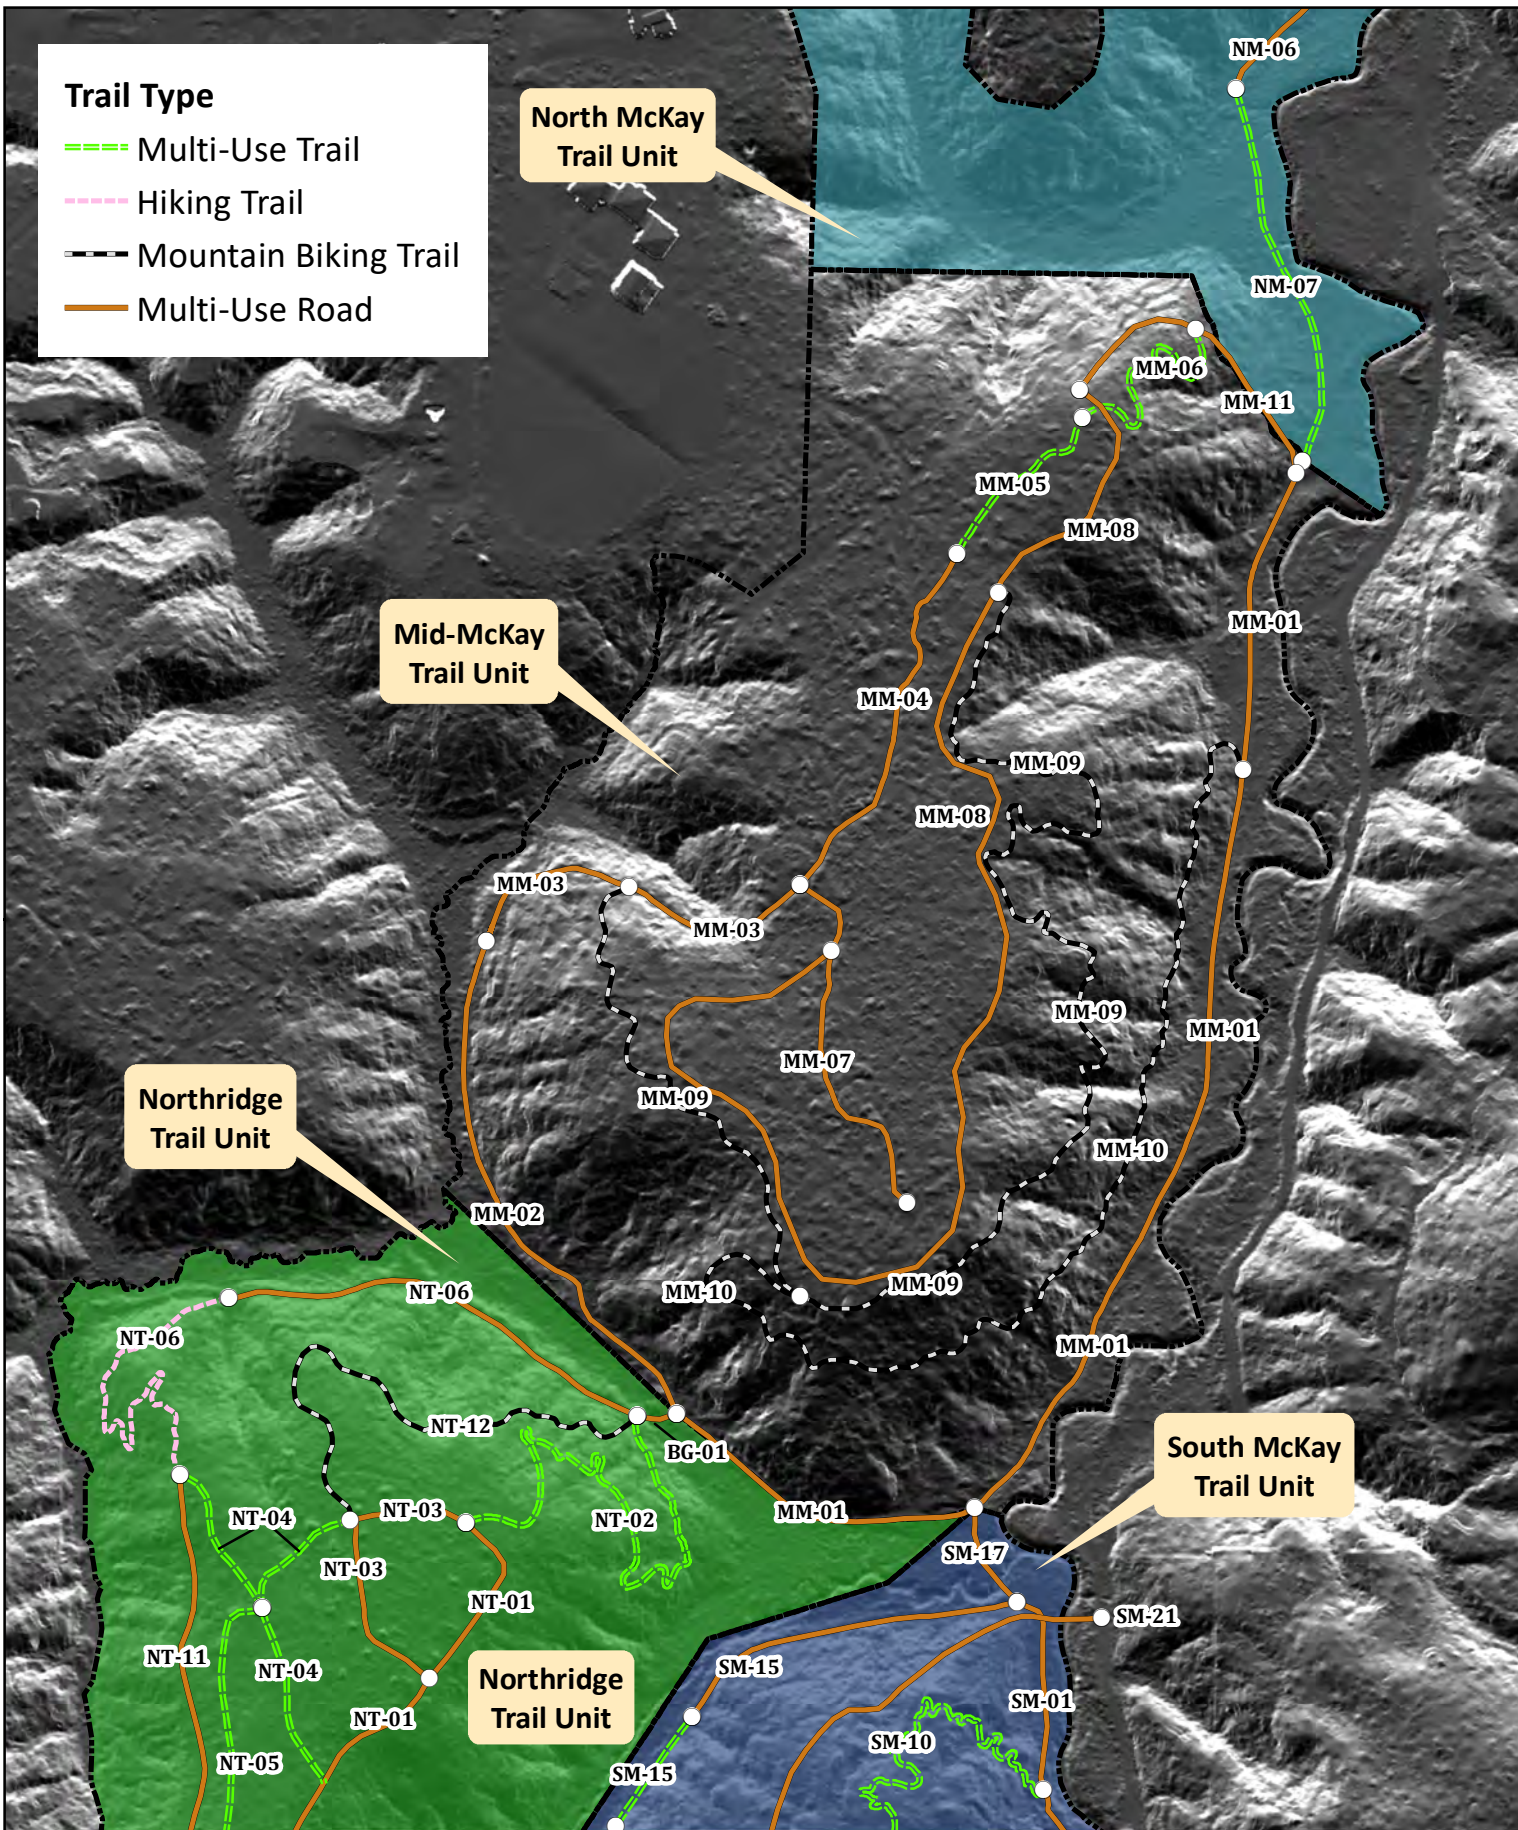 Trail Type
Multi-Use Trail
Hiking Trail
Mountain Biking Trail
Multi-Use Road
NM-06
North McKay
Trail Unit
NM-07
MM-06
MM-11
MM-05
MM-08
MM-01
Mid-McKay
Trail Unit
MM-04
MM-09
MM-08
MM-03
MM-03
MM-09
MM-01
MM-07
MM-09
Northridge
Trail Unit
MM-10
MM-02
MM-09
MM-10
NT-06
NT-06
MM-01
NT-12
BG-01
South McKay
Trail Unit
NT-03
MM-01
NT-04
NT-02
SM-17
NT-03
NT-01
SM-21
NT-11
NT-04
SM-15
Northridge
Trail Unit
SM-01
NT-01
SM-10
NT-05
SM-15